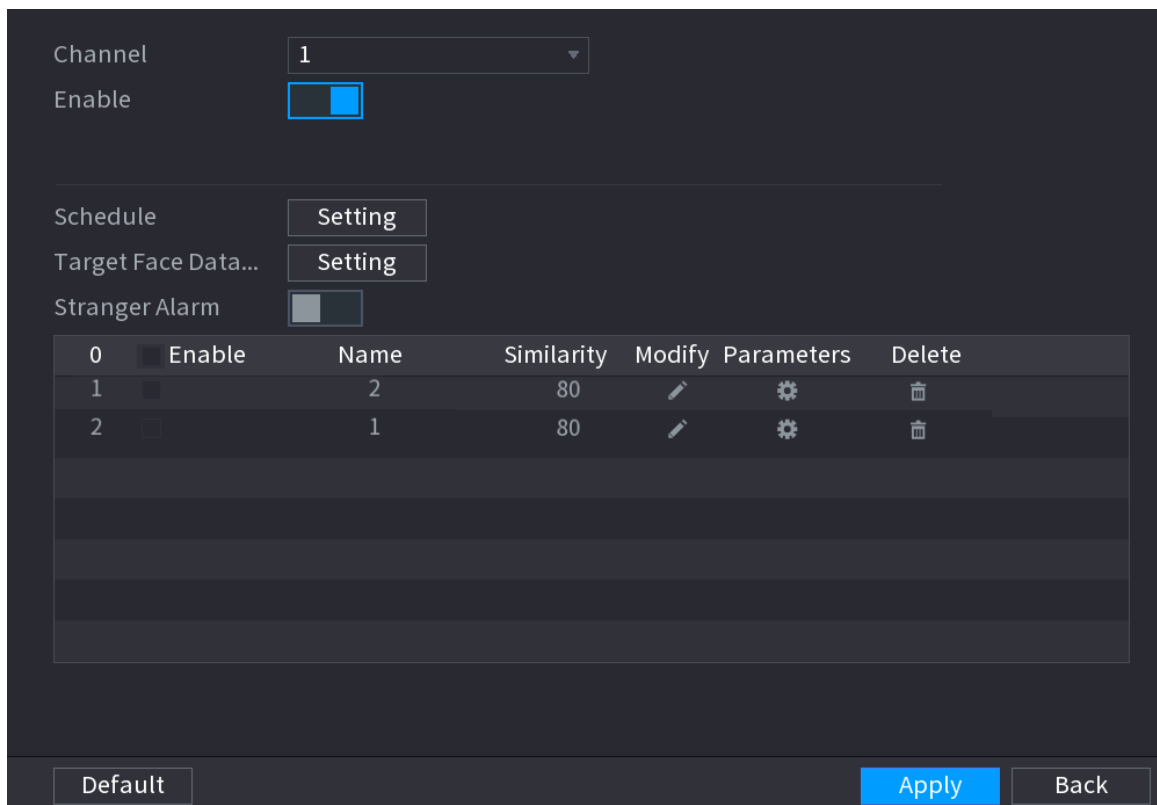 Channel 1
Enable
Schedule Setting
Target Face Data... Setting
Stranger Alarm
0 Enable Name Similarity Modify Parameters Delete
1 2 80
2 1 80
Default Apply Back